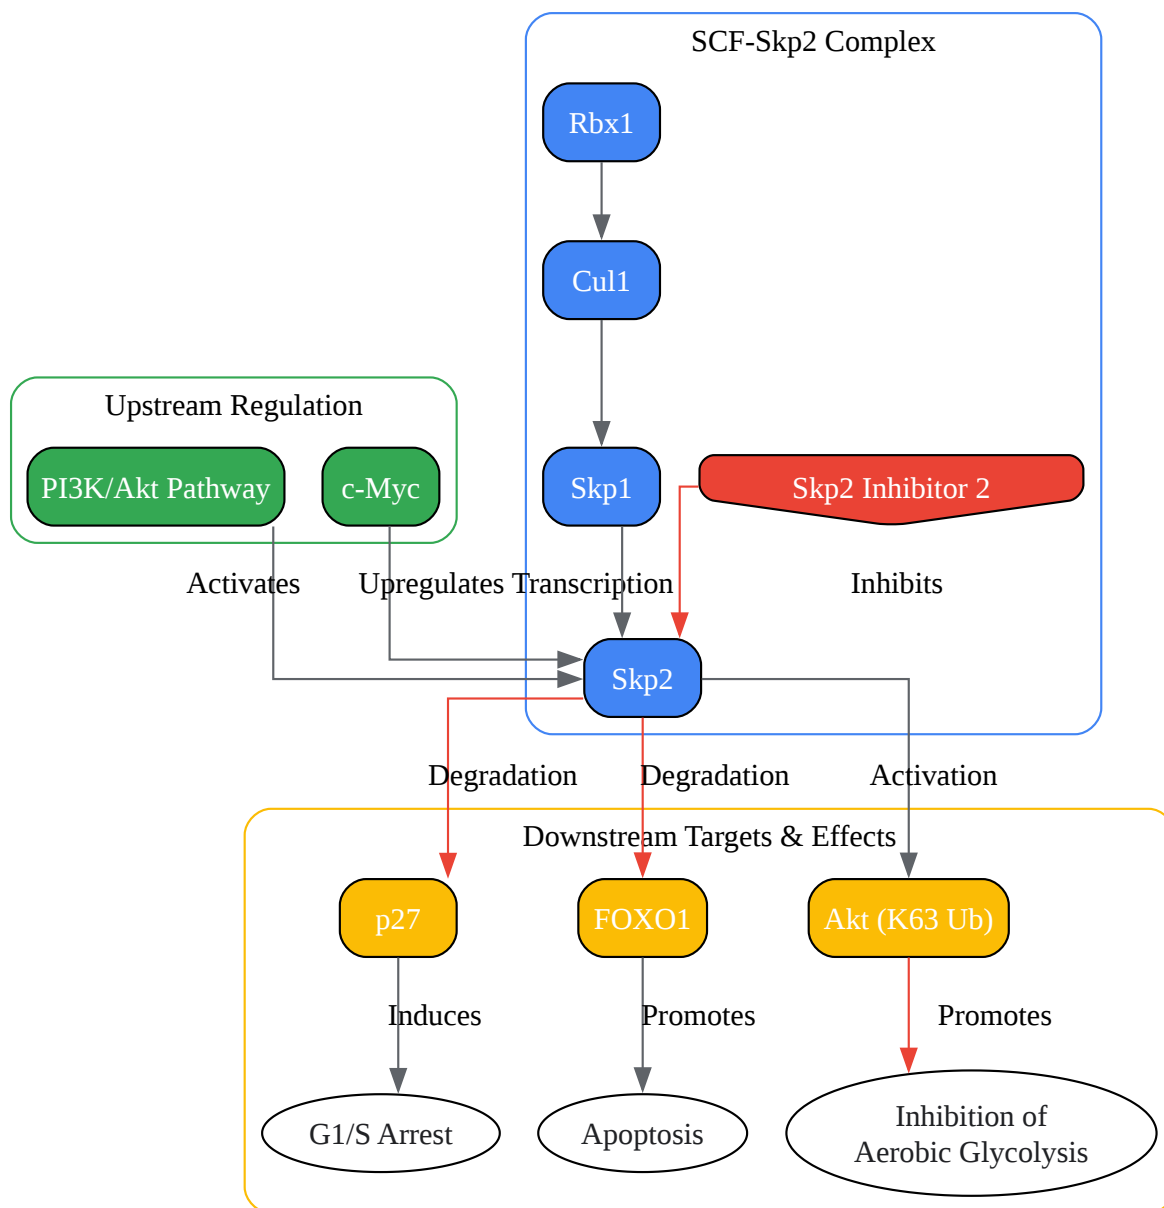 SCF-Skp2 Complex
Rbx1
Cul1
Upstream Regulation
PI3K/Akt Pathway
c-Myc
Skp1
Skp2 Inhibitor 2
Activates
Upregulates Transcription
Inhibits
Skp2
Degradation
Degradation
Activation
Downstream Targets & Effects
p27
FOXO1
Akt (K63 Ub)
Induces
Promotes
Promotes
G1/S Arrest
Apoptosis
Inhibition of
Aerobic Glycolysis